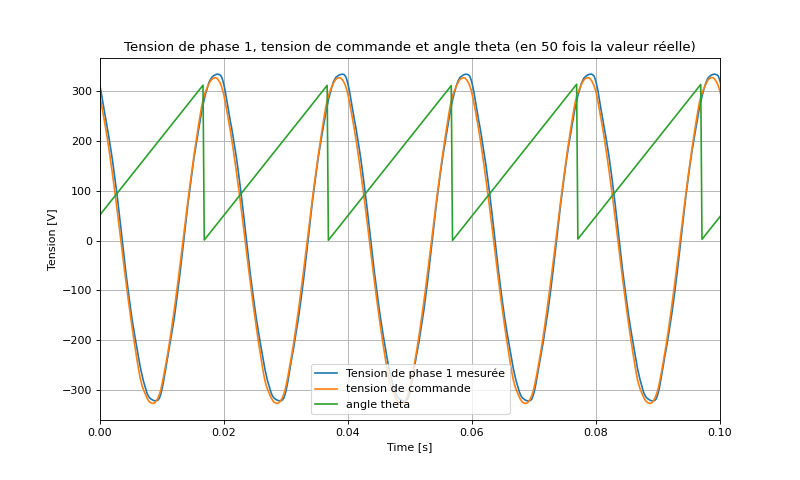 Tension de phase 1, tension de commande et angle theta (en 50 fois la valeur réelle)
Tension [V]
300
200
100
0
−100
−200
−300
Tension de phase 1 mesurée
tension de commande
angle theta
0.00 0.02 0.04 0.06 0.08 0.10
Time [s]